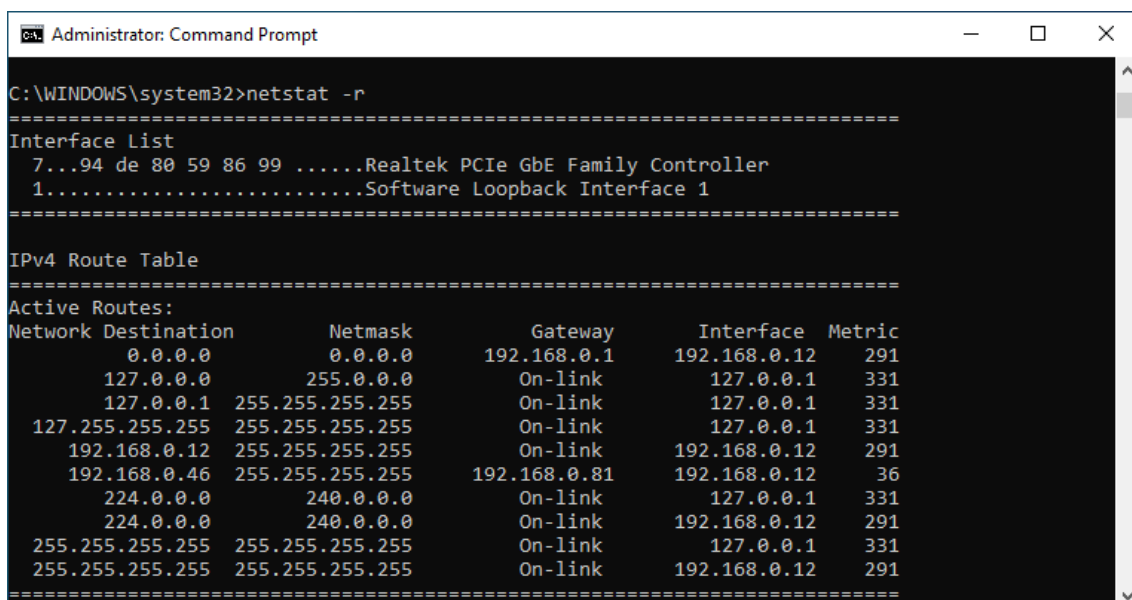 Administrator: Command Prompt
C:\WINDOWS\system32>netstat -r
===========================================================================
Interface List
  7...94 de 80 59 86 99 ......Realtek PCIe GbE Family Controller
  1...........................Software Loopback Interface 1
===========================================================================
IPv4 Route Table
===========================================================================
Active Routes:
Network Destination        Netmask          Gateway       Interface  Metric
          0.0.0.0          0.0.0.0      192.168.0.1     192.168.0.12    291
        127.0.0.0        255.0.0.0         On-link         127.0.0.1    331
        127.0.0.1  255.255.255.255         On-link         127.0.0.1    331
  127.255.255.255  255.255.255.255         On-link         127.0.0.1    331
     192.168.0.12  255.255.255.255         On-link      192.168.0.12    291
     192.168.0.46  255.255.255.255     192.168.0.81     192.168.0.12     36
        224.0.0.0        240.0.0.0         On-link         127.0.0.1    331
        224.0.0.0        240.0.0.0         On-link      192.168.0.12    291
  255.255.255.255  255.255.255.255         On-link         127.0.0.1    331
  255.255.255.255  255.255.255.255         On-link      192.168.0.12    291
===========================================================================